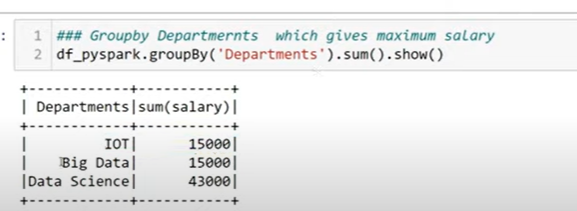 :
1 ### Groupby Departmernts which gives maximum salary
2 df_pyspark.groupBy('Departments').sum().show()
+------------+-----------+
| Departments|sum(salary)|
+------------+-----------+
|         IOT|      15000|
|    Big Data|      15000|
|Data Science|      43000|
+------------+-----------+